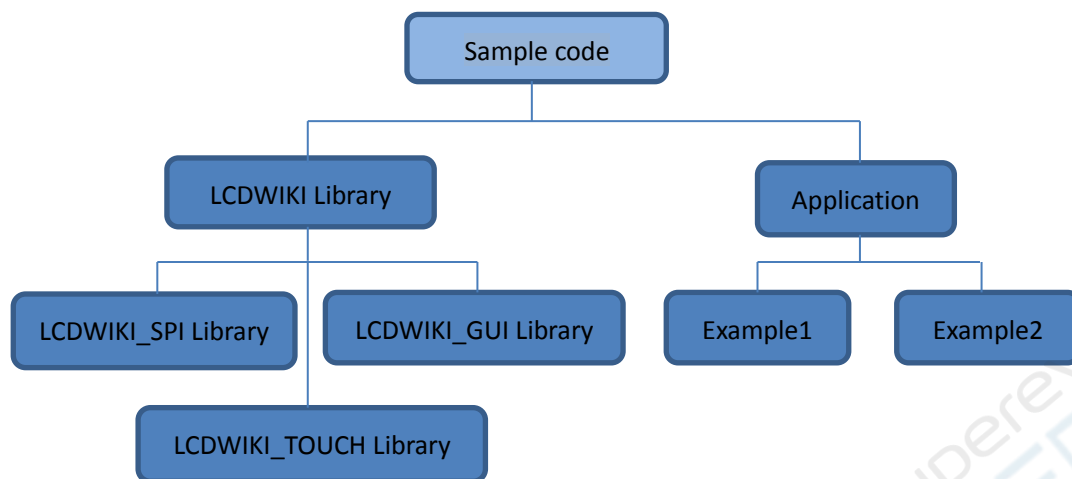 Sample code
LCDWIKI Library
Application
LCDWIKI_SPI Library
LCDWIKI_GUI Library
Example1
Example2
LCDWIKI_TOUCH Library